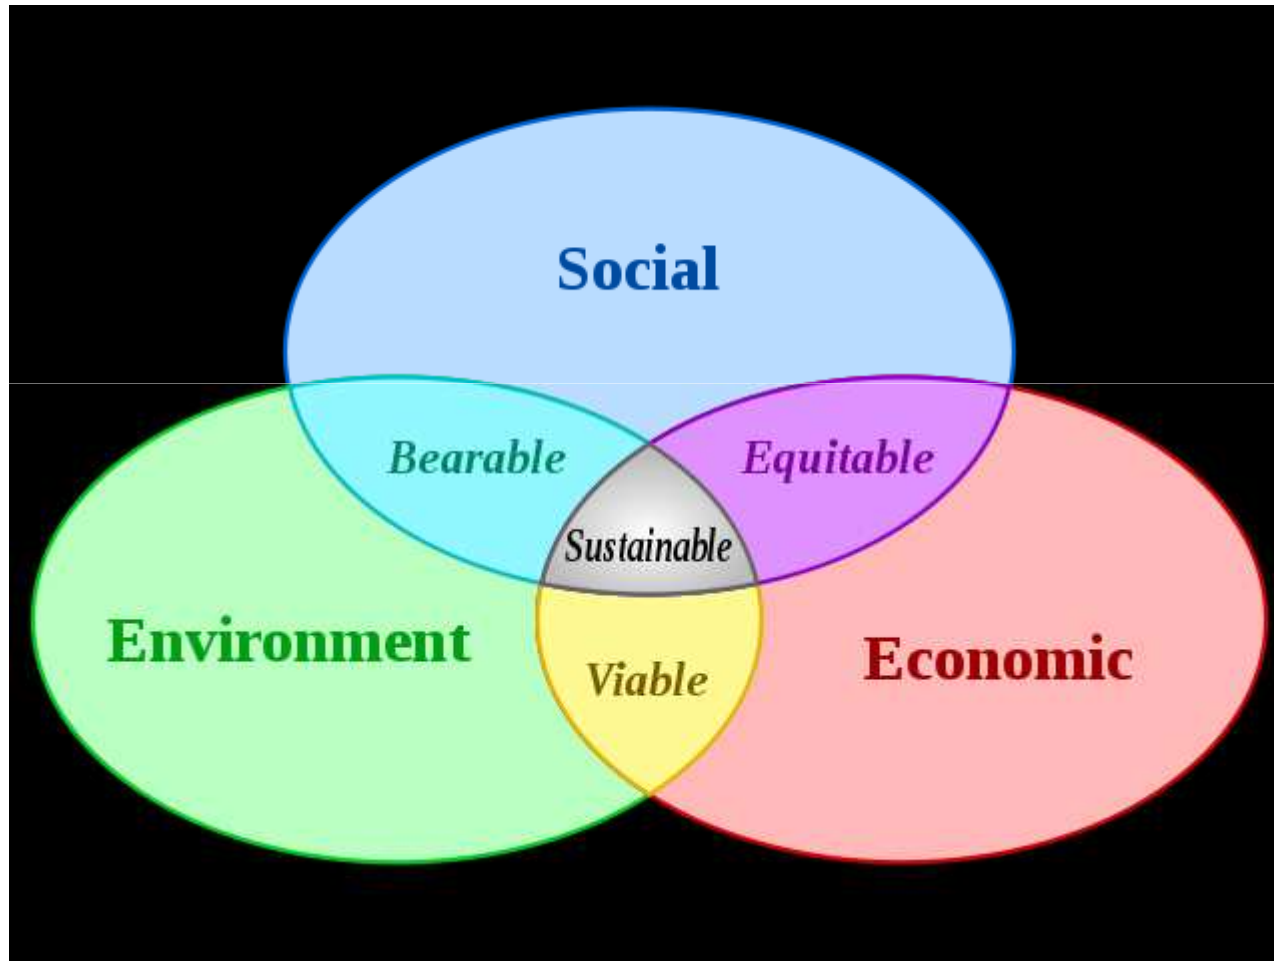 Social
Bearable
Equitable
Sustainable
Environment
Economic
Viable